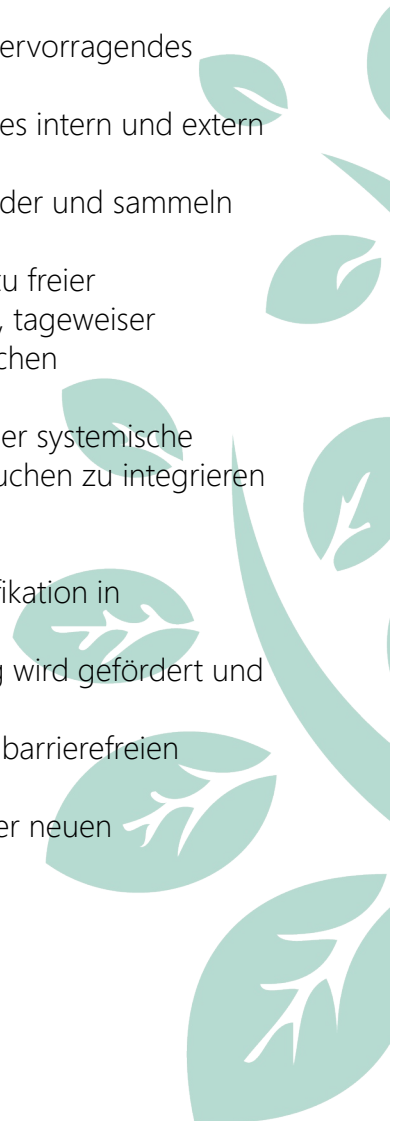 ervorragendes
es intern und extern
der und sammeln
u freier
, tageweiser
chen
er systemische
uchen zu integrieren
ikation in
g wird gefördert und
barrierefreien
er neuen